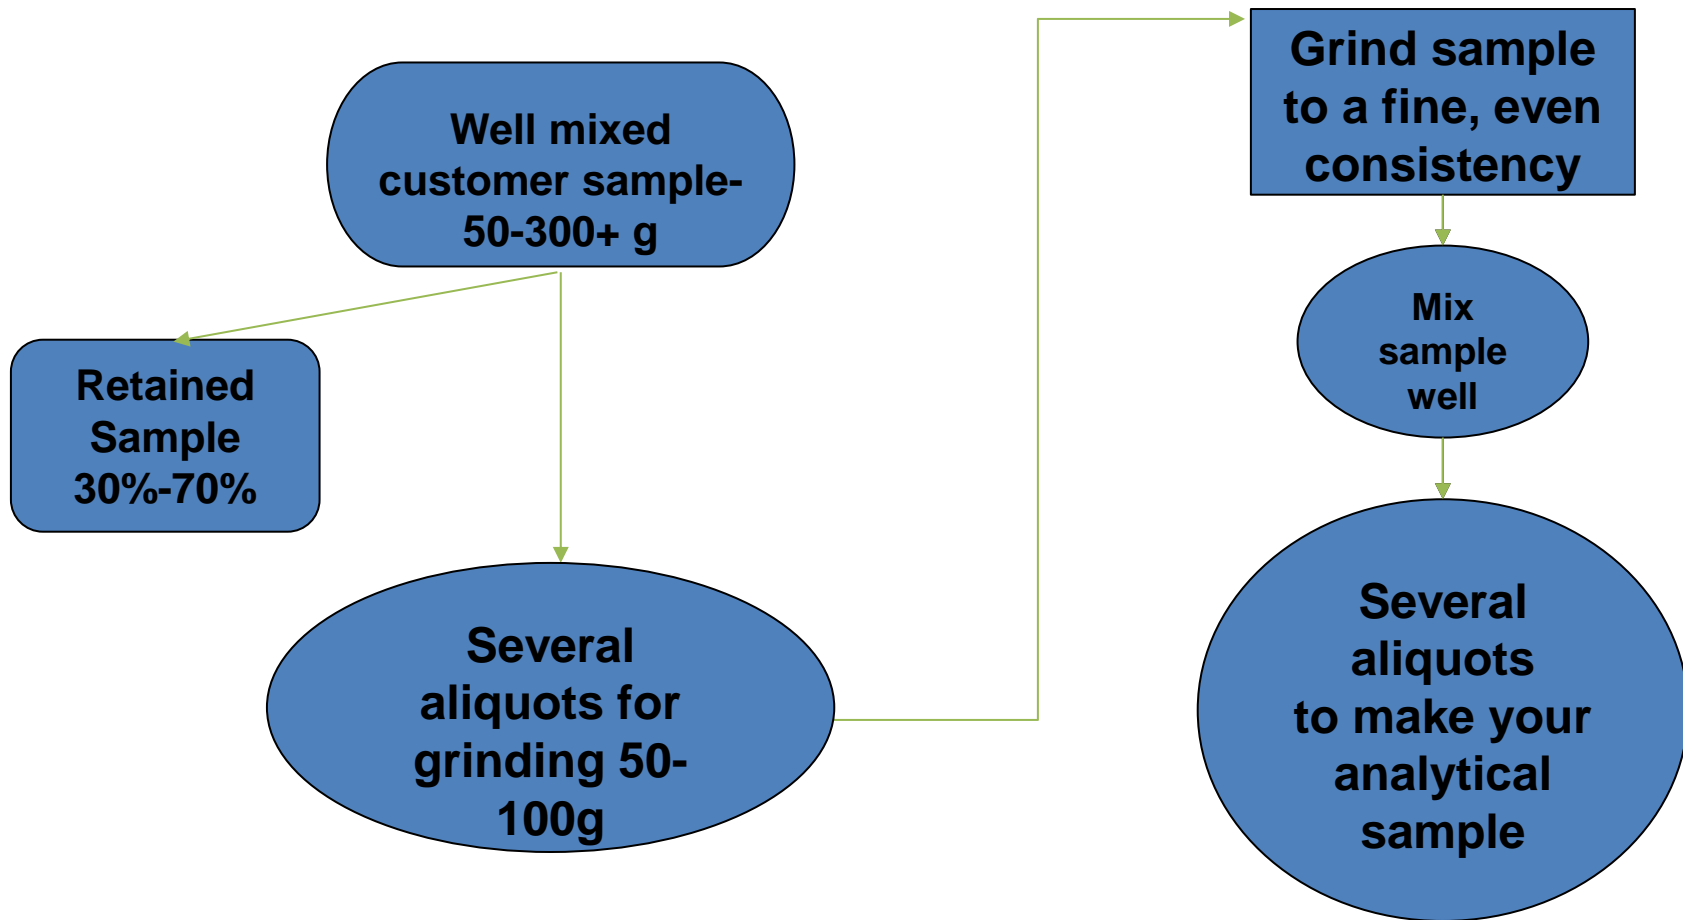 Well mixed
customer sample-
50-300+ g
Retained
Sample
30%-70%
Several
aliquots for
grinding 50-
100g
Grind sample
to a fine, even
consistency
Mix
sample
well
Several
aliquots
to make your
analytical
sample